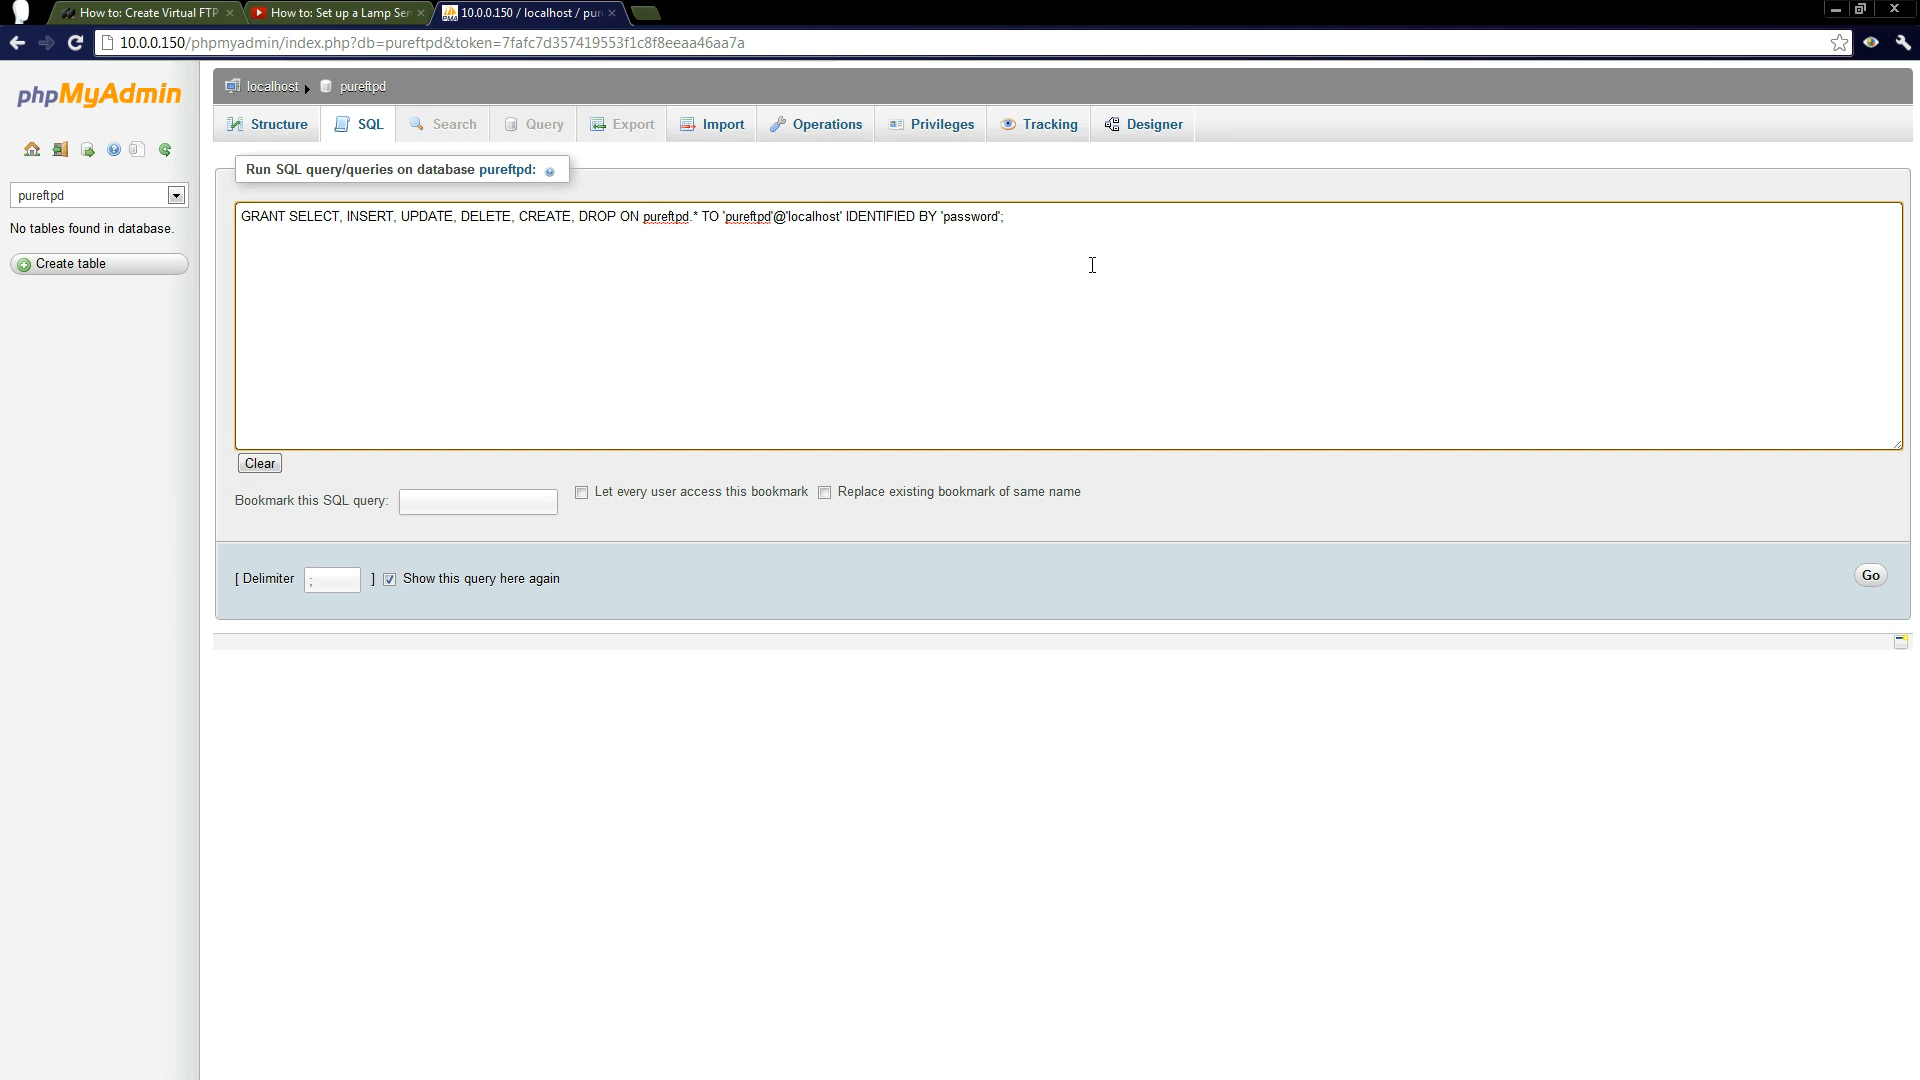 How to: Create Virtual FTP
How to: Set up a Lamp Ser
10.0.0.150 / localhost / pur
10.0.0.150/phpmyadmin/index.php?db=pureftpd&token=7fafc7d357419553f1c8f8eeaa46aa7a
phpMyAdmin
localhost
pureftpd
Structure
SQL
Search
Query
Export
Import
Operations
Privileges
Tracking
Designer
pureftpd
No tables found in database.
Create table
Run SQL query/queries on database pureftpd:
GRANT SELECT, INSERT, UPDATE, DELETE, CREATE, DROP ON pureftpd.* TO 'pureftpd'@'localhost' IDENTIFIED BY 'password';
Clear
Bookmark this SQL query:
Let every user access this bookmark
Replace existing bookmark of same name
[ Delimiter ; ] Show this query here again
Go